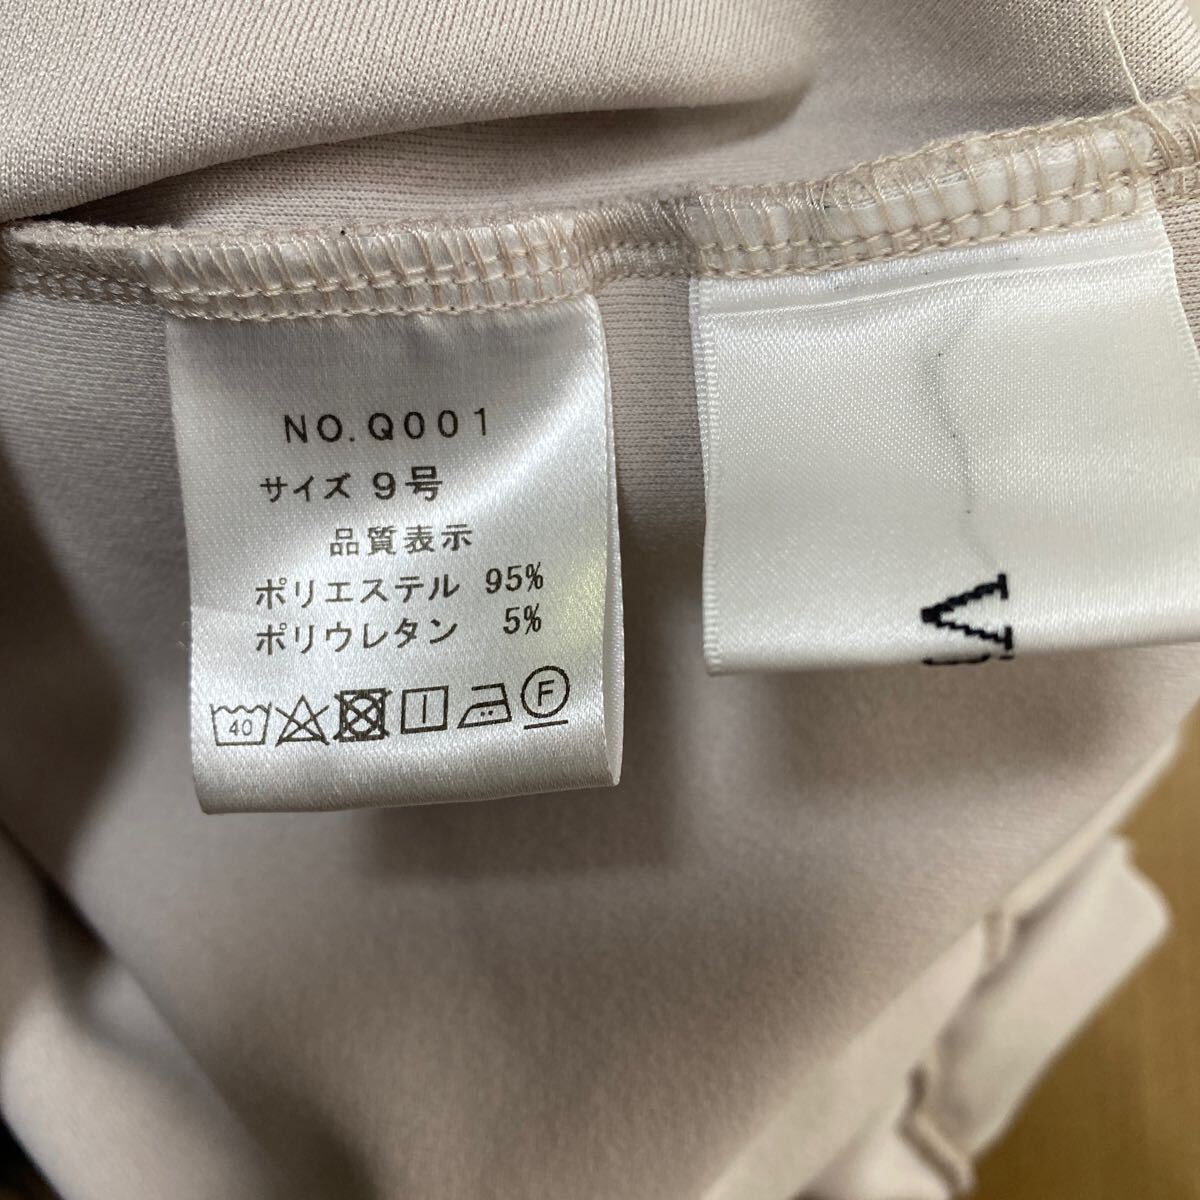 NO.Q001
サイズ 9号
品質表示
ポリエステル 95%
ポリウレタン 5%
40 F